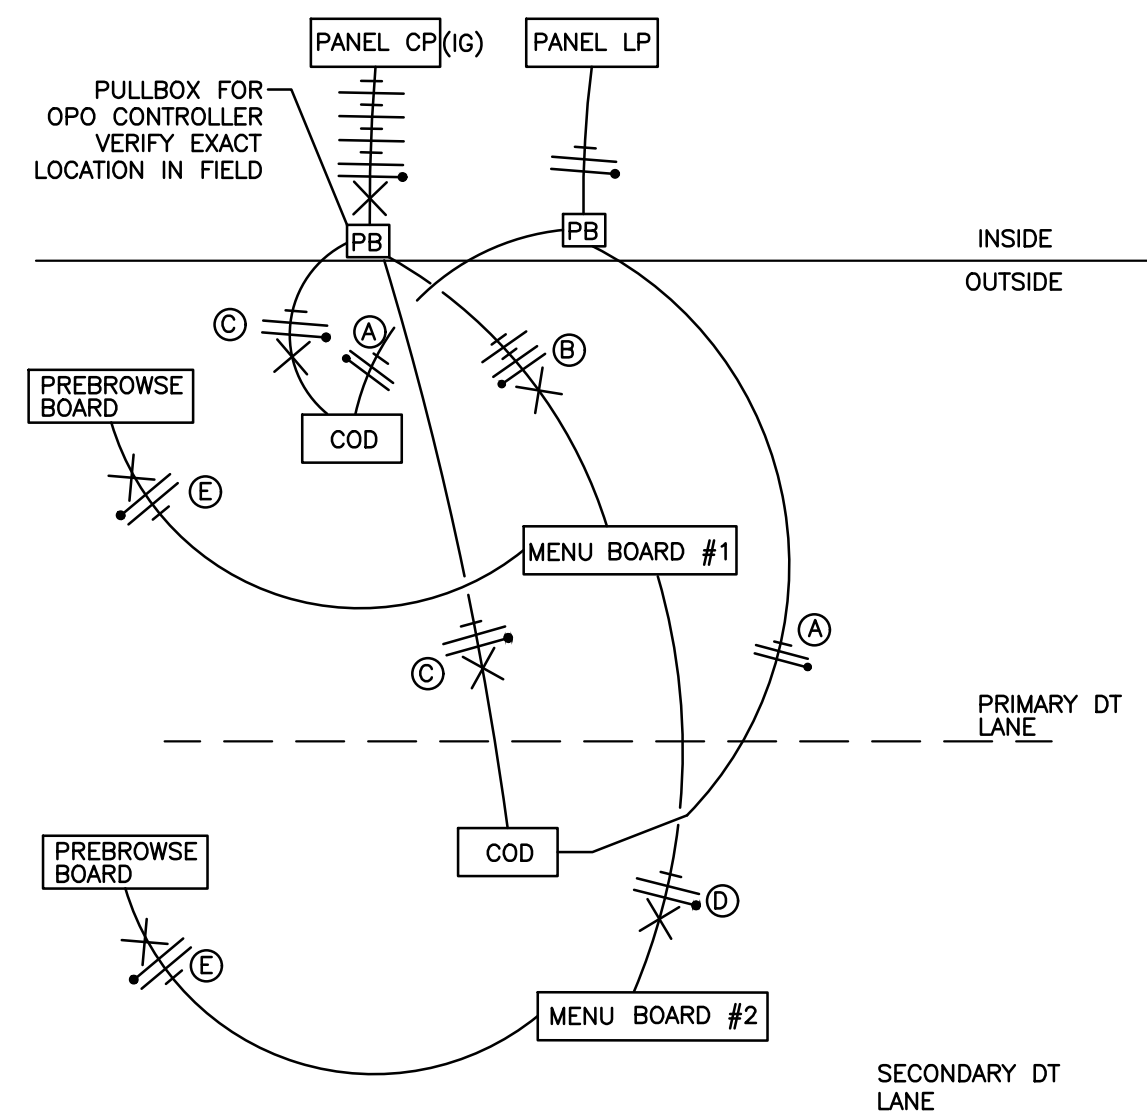 PANEL CP(IG)
PANEL LP
PULLBOX FOR
OPO CONTROLLER
VERIFY EXACT
LOCATION IN FIELD
PB
PB
INSIDE
OUTSIDE
C
A
B
PREBROWSE
BOARD
COD
E
MENU BOARD #1
A
C
PRIMARY DT
LANE
COD
PREBROWSE
BOARD
D
E
MENU BOARD #2
SECONDARY DT
LANE